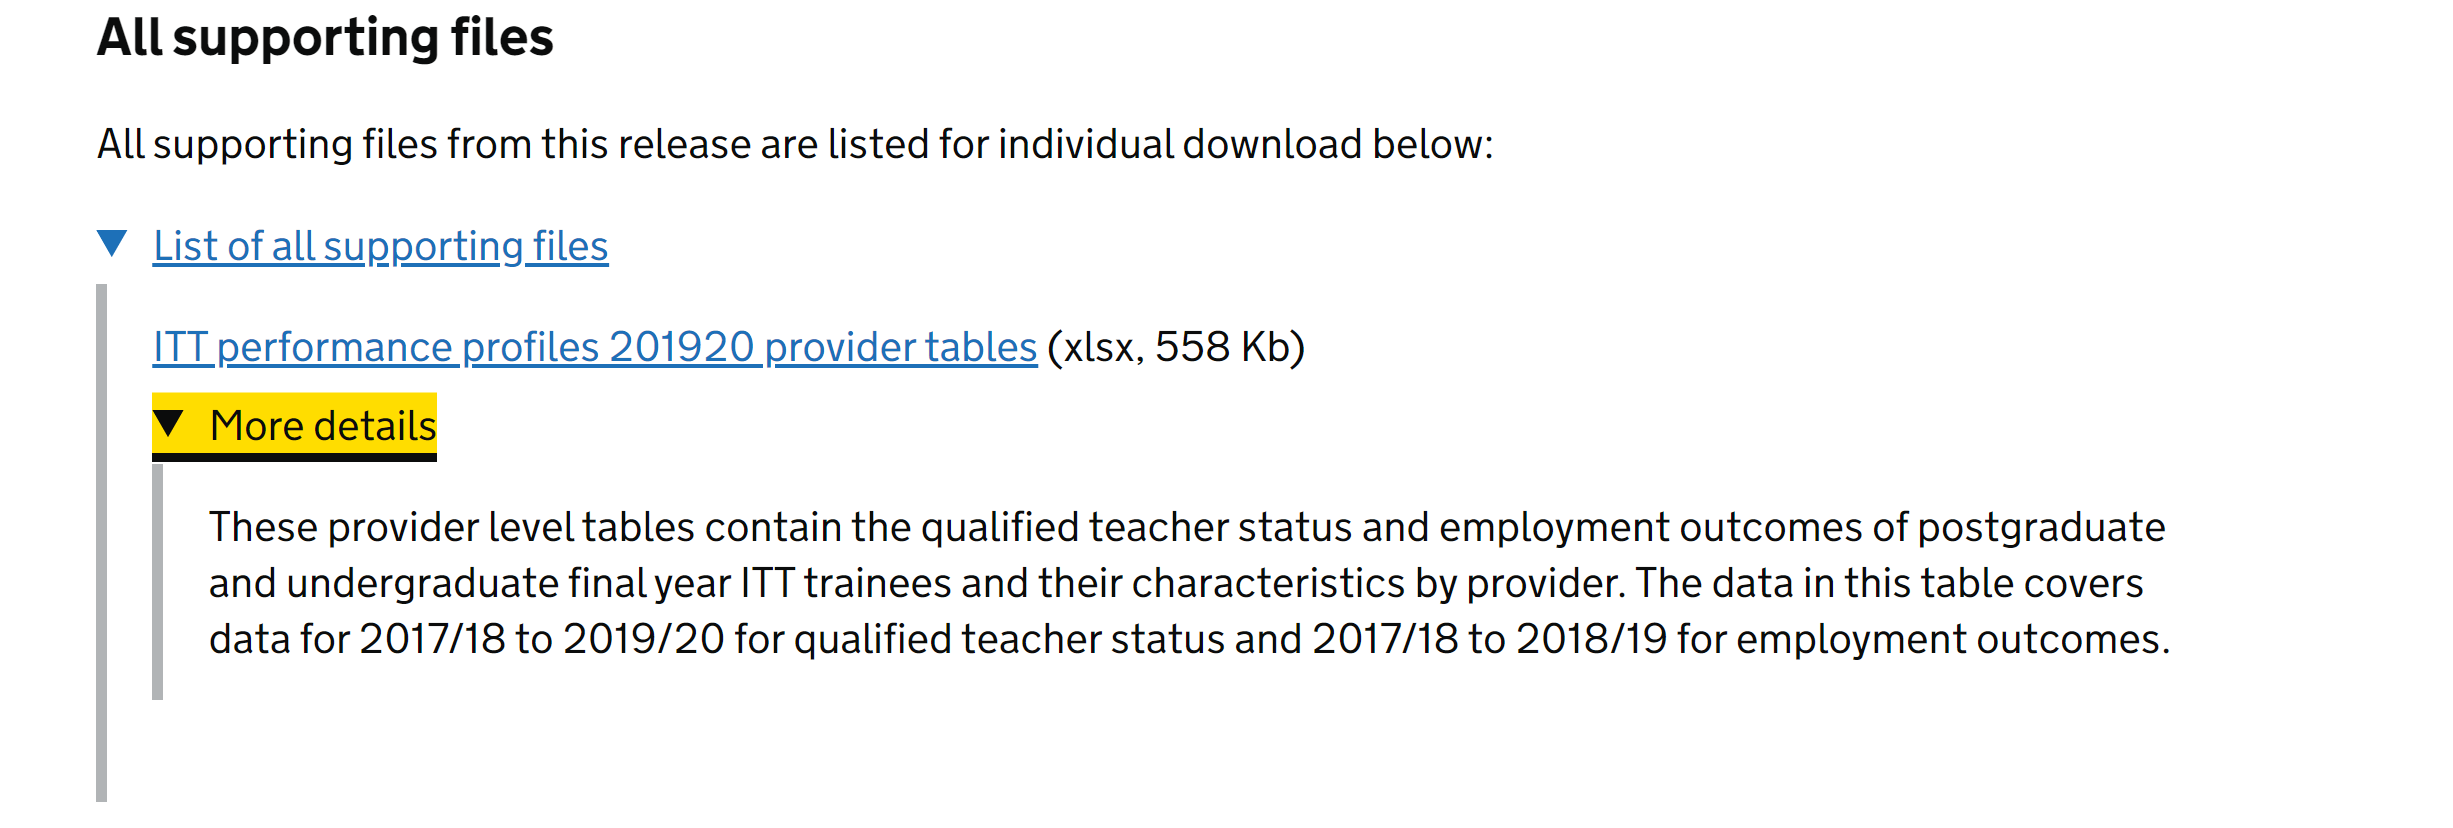 All supporting files
All supporting files from this release are listed for individual download below:
List of all supporting files
ITT performance profiles 201920 provider tables (xlsx, 558 Kb)
More details
These provider level tables contain the qualified teacher status and employment outcomes of postgraduate
and undergraduate final year ITT trainees and their characteristics by provider. The data in this table covers
data for 2017/18 to 2019/20 for qualified teacher status and 2017/18 to 2018/19 for employment outcomes.